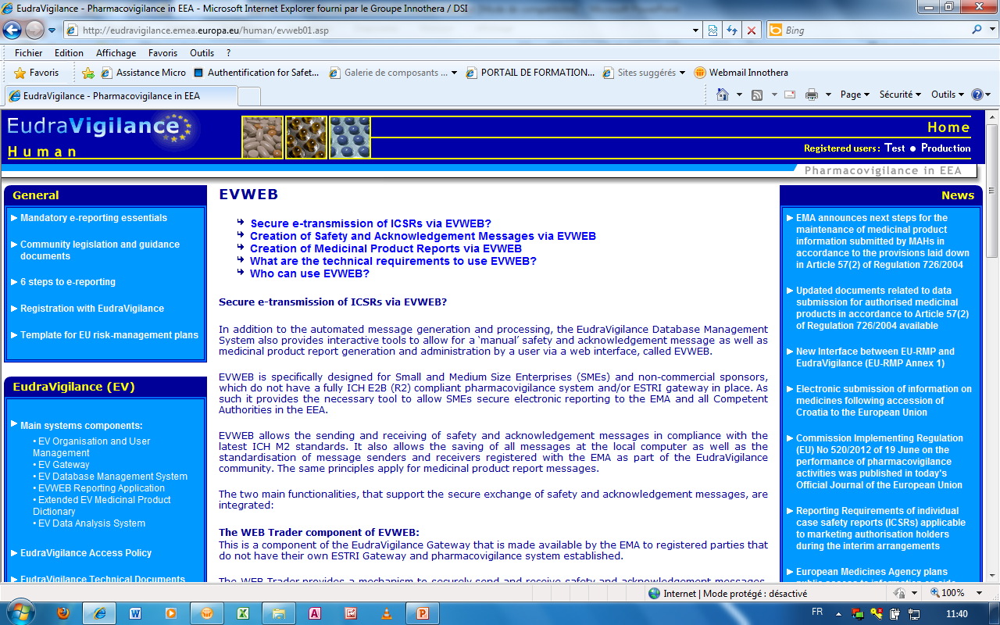 EudraVigilance - Pharmacovigilance in EEA - Microsoft Internet Explorer fourni par le Groupe Innothera / DSI
http://eudravigilance.emea.europa.eu/human/evweb01.asp
Bing
Fichier Edition Affichage Favoris Outils ?
Favoris Assistance Micro Authentification for Safet... Galerie de composants ... PORTAIL DE FORMATION... Sites suggérés Webmail Innothera
EudraVigilance - Pharmacovigilance in EEA
Page Sécurité Outils
EudraVigilance
Human
Home
Registered users: Test ● Production
Pharmacovigilance in EEA
General
Mandatory e-reporting essentials
Community legislation and guidance
documents
6 steps to e-reporting
Registration with EudraVigilance
Template for EU risk-management plans
EudraVigilance (EV)
Main systems components:
• EV Organisation and User
Management
• EV Gateway
• EV Database Management System
• EVWEB Reporting Application
• Extended EV Medicinal Product
Dictionary
• EV Data Analysis System
EudraVigilance Access Policy
EudraVigilance Technical Documents
EVWEB
Secure e-transmission of ICSRs via EVWEB?
Creation of Safety and Acknowledgement Messages via EVWEB
Creation of Medicinal Product Reports via EVWEB
What are the technical requirements to use EVWEB?
Who can use EVWEB?
Secure e-transmission of ICSRs via EVWEB?
In addition to the automated message generation and processing, the EudraVigilance Database Management
System also provides interactive tools to allow for a ‘manual’ safety and acknowledgement message as well as
medicinal product report generation and administration by a user via a web interface, called EVWEB.
EVWEB is specifically designed for Small and Medium Size Enterprises (SMEs) and non-commercial sponsors,
which do not have a fully ICH E2B (R2) compliant pharmacovigilance system and/or ESTRI gateway in place. As
such it provides the necessary tool to allow SMEs secure electronic reporting to the EMA and all Competent
Authorities in the EEA.
EVWEB allows the sending and receiving of safety and acknowledgement messages in compliance with the
latest ICH M2 standards. It also allows the saving of all messages at the local computer as well as the
standardisation of message senders and receivers registered with the EMA as part of the EudraVigilance
community. The same principles apply for medicinal product report messages.
The two main functionalities, that support the secure exchange of safety and acknowledgement messages, are
integrated:
The WEB Trader component of EVWEB:
This is a component of the EudraVigilance Gateway that is made available by the EMA to registered parties that
do not have their own ESTRI Gateway and pharmacovigilance system established.
The WEB Trader provides a mechanism to securely send and receive safety and acknowledgement messages.
News
EMA announces next steps for the
maintenance of medicinal product
information submitted by MAHs in
accordance to the provisions laid down
in Article 57(2) of Regulation 726/2004
Updated documents related to data
submission for authorised medicinal
products in accordance to Article 57(2)
of Regulation 726/2004 available
New Interface between EU-RMP and
EudraVigilance (EU-RMP Annex 1)
Electronic submission of information on
medicines following accession of
Croatia to the European Union
Commission Implementing Regulation
(EU) No 520/2012 of 19 June on the
performance of pharmacovigilance
activities was published in today's
Official Journal of the European Union
Reporting Requirements of individual
case safety reports (ICSRs) applicable
to marketing authorisation holders
during the interim arrangements
European Medicines Agency plans
public access to information on side
Internet | Mode protégé : désactivé
100%
FR
11:40